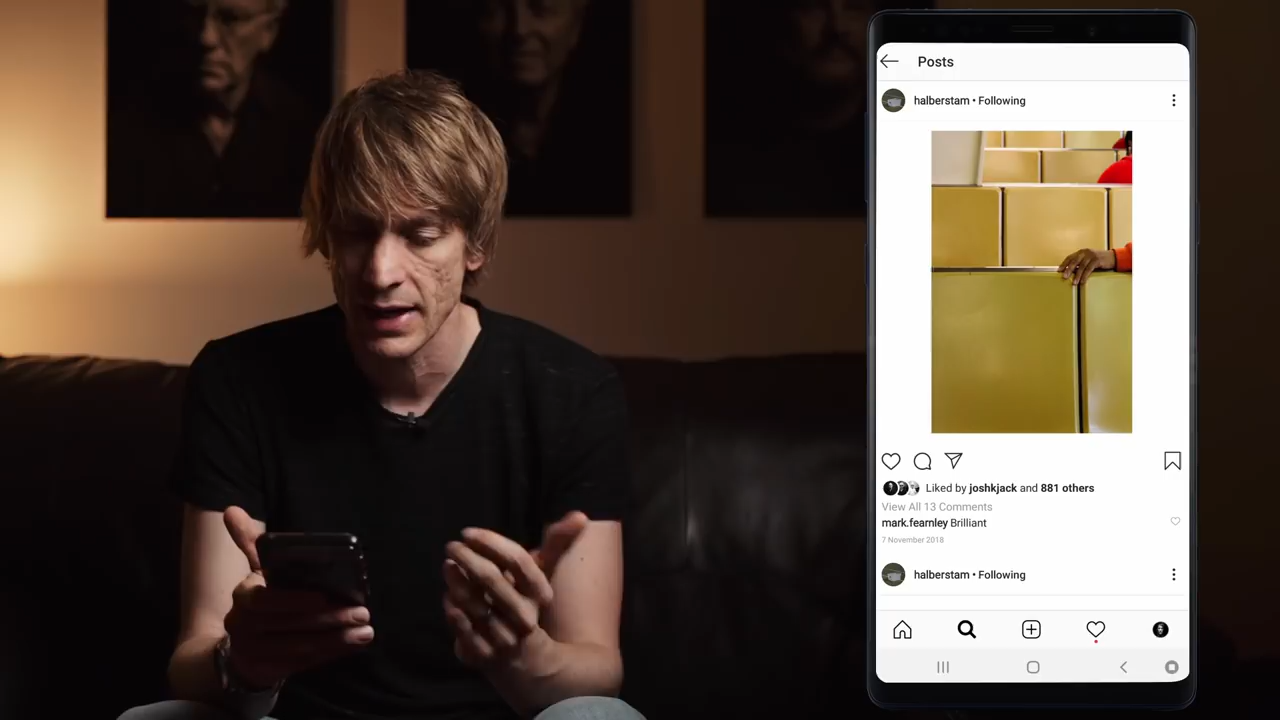 Posts
halberstam • Following
Liked by joshkjack and 881 others
View All 13 Comments
mark.fearnley Brilliant
7 November 2018
halberstam • Following